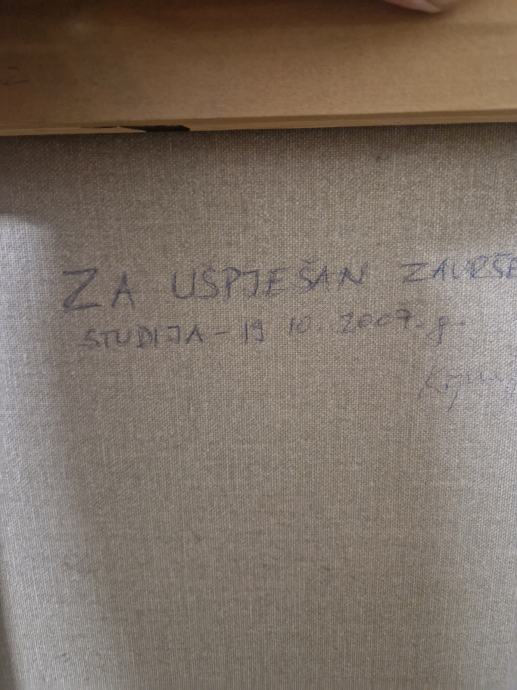 ZA USPJEŠAN ZAVRŠE
STUDIJA - 19 10. 2007. g.